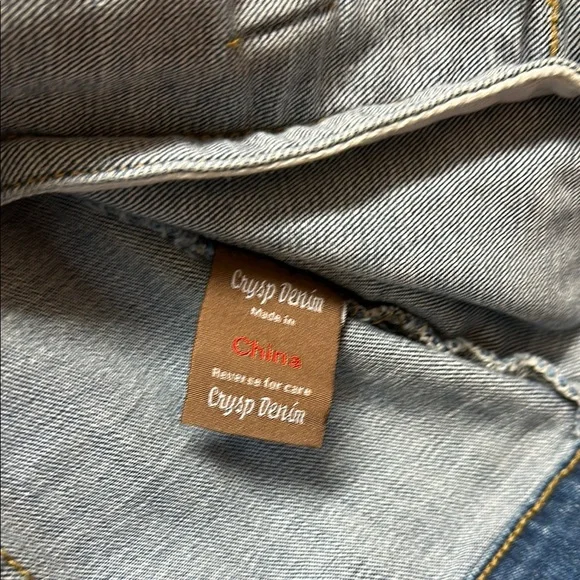 Crysp Denim
Made in
China
Reverse for care
Crysp Denim